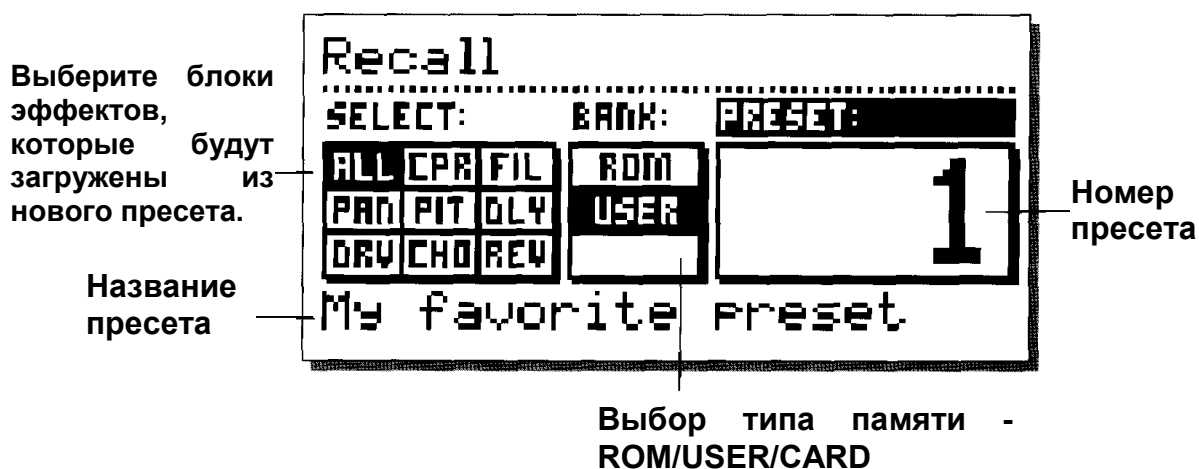 Recall
Выберите блоки
эффектов,
которые будут
загружены из
нового пресета.
SELECT: BANK: PRESET:
ALL CPR FIL ROM
PAN PIT DLY USER
DRV CHO REV
1
Номер
пресета
Название
пресета
My favorite preset
Выбор типа памяти -
ROM/USER/CARD